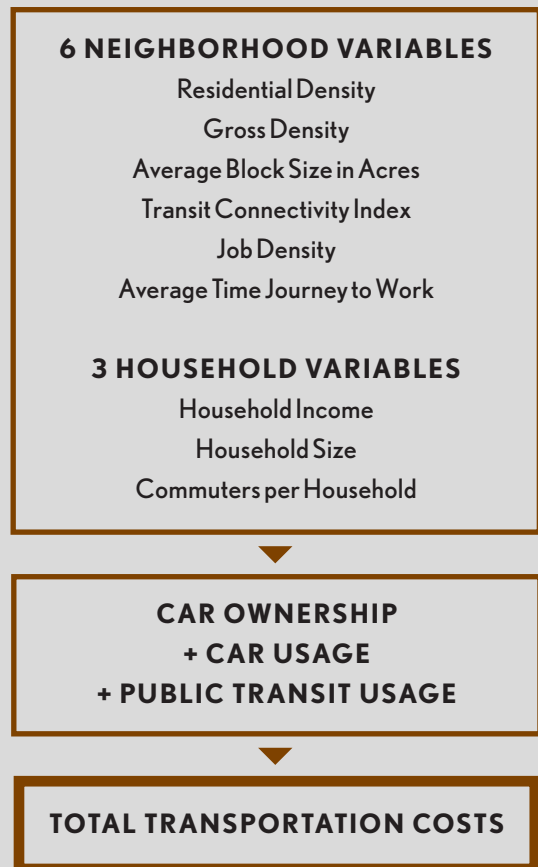 6 NEIGHBORHOOD VARIABLES
Residential Density
Gross Density
Average Block Size in Acres
Transit Connectivity Index
Job Density
Average Time Journey to Work
3 HOUSEHOLD VARIABLES
Household Income
Household Size
Commuters per Household
CAR OWNERSHIP
+ CAR USAGE
+ PUBLIC TRANSIT USAGE
TOTAL TRANSPORTATION COSTS